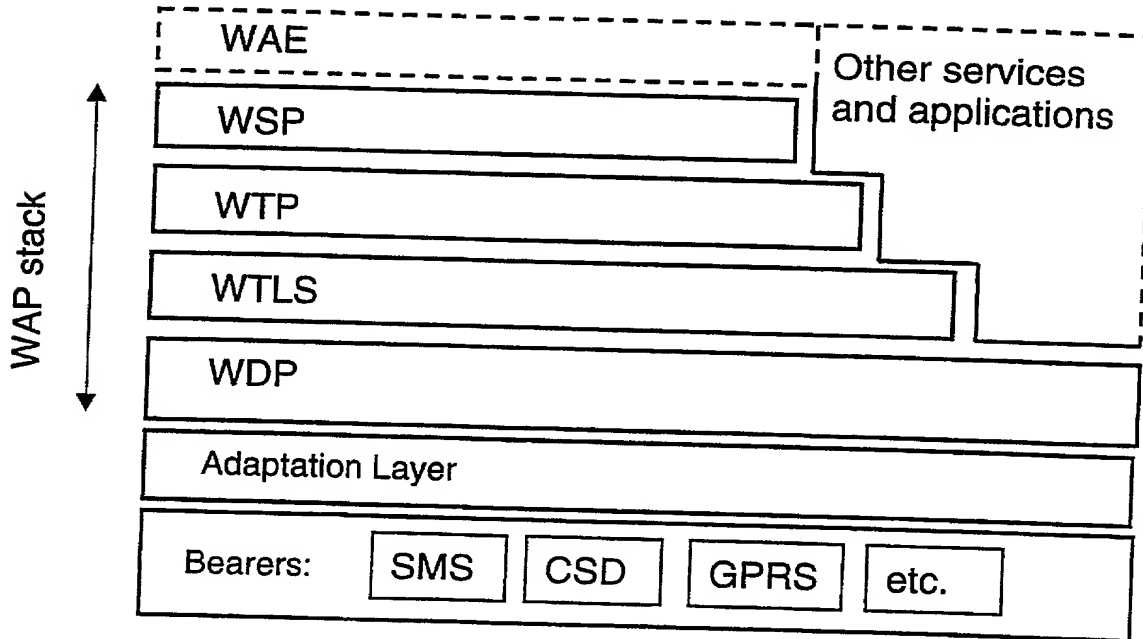 WAE
Other services
and applications
WSP
WTP
WTLS
WDP
Adaptation Layer
Bearers:
SMS
CSD
GPRS
etc.
WAP stack